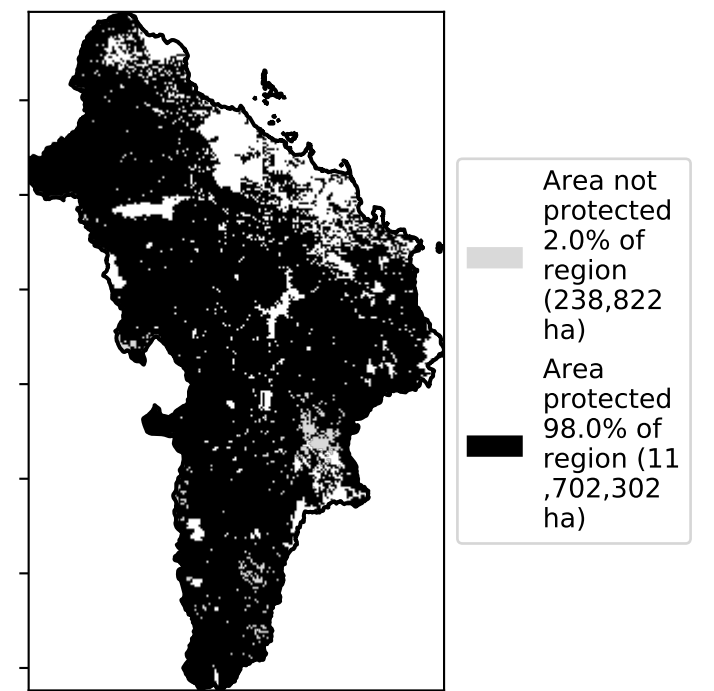 Area not
protected
2.0% of
region
(238,822
ha)
Area
protected
98.0% of
region (11
,702,302
ha)